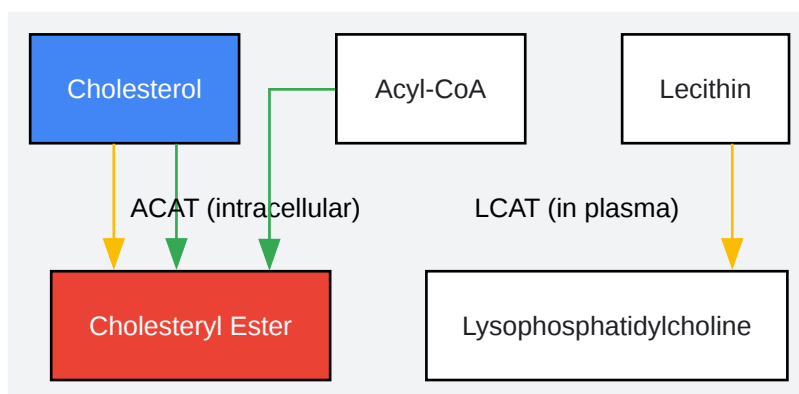 Cholesterol
Acyl-CoA
Lecithin
ACAT (intracellular)
LCAT (in plasma)
Cholesteryl Ester
Lysophosphatidylcholine